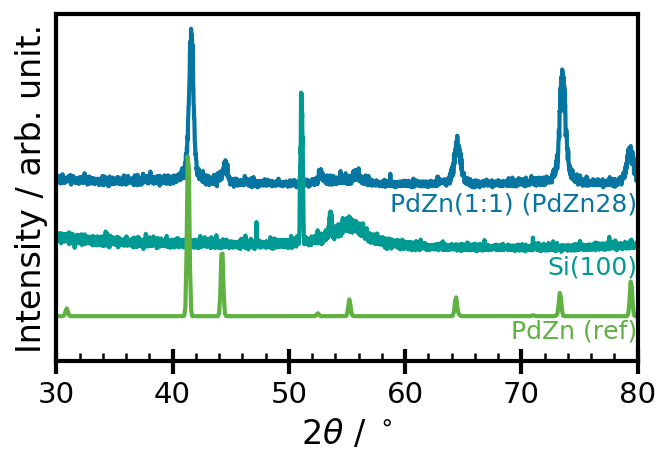 Intensity / arb. unit.
PdZn(1:1) (PdZn28)
Si(100)
PdZn (ref)
30 40 50 60 70 80
2θ / °